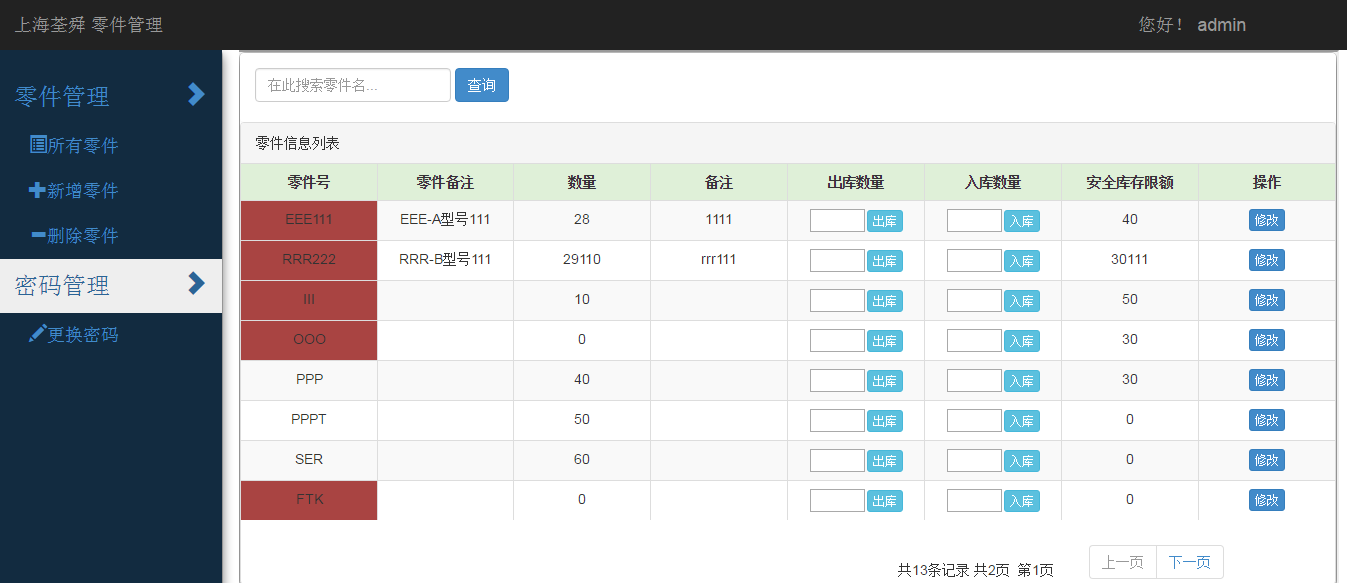 上海荃舜 零件管理 您好！ admin
零件管理
所有零件
新增零件
删除零件
密码管理
更换密码
在此搜索零件名... 查询
零件信息列表
零件号 零件备注 数量 备注 出库数量 入库数量 安全库存限额 操作
EEE111 EEE-A型号111 28 1111 出库 入库 40 修改
RRR222 RRR-B型号111 29110 rrr111 出库 入库 30111 修改
III 10 出库 入库 50 修改
OOO 0 出库 入库 30 修改
PPP 40 出库 入库 30 修改
PPPT 50 出库 入库 0 修改
SER 60 出库 入库 0 修改
FTK 0 出库 入库 0 修改
共13条记录 共2页 第1页 上一页 下一页